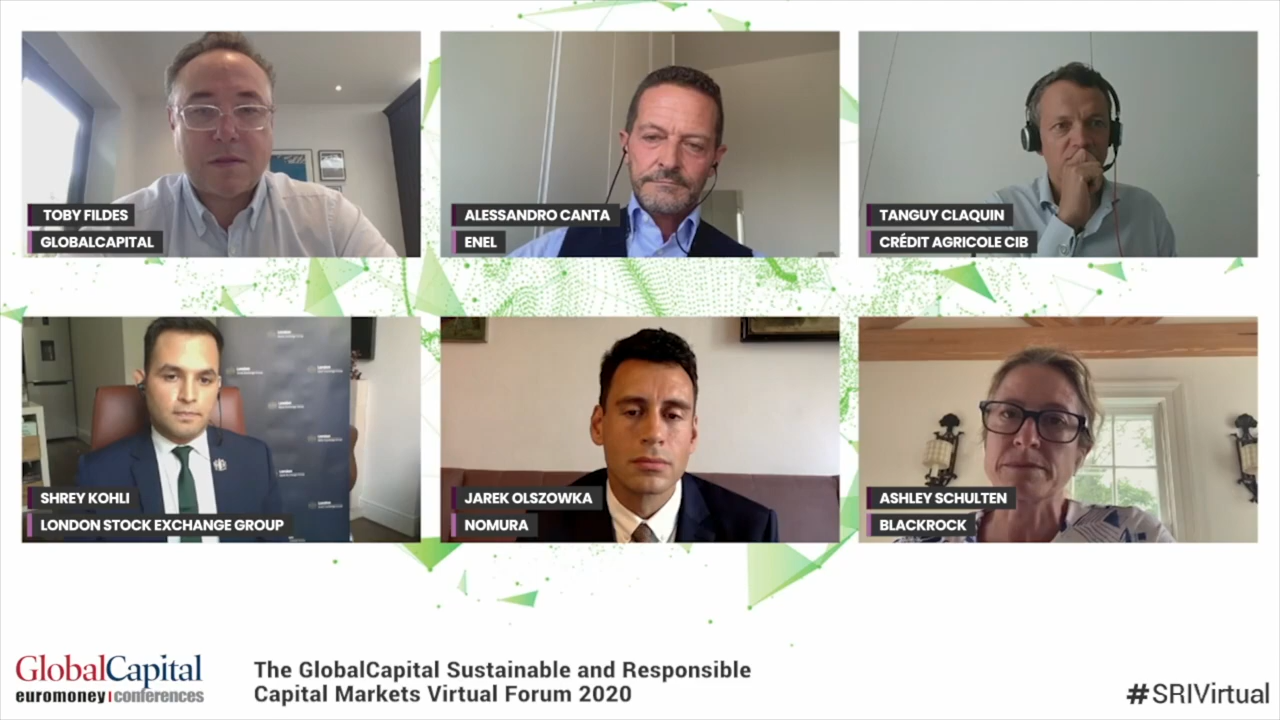 TOBY FILDES
GLOBALCAPITAL
ALESSANDRO CANTA
ENEL
TANGUY CLAQUIN
CRÉDIT AGRICOLE CIB
SHREY KOHLI
LONDON STOCK EXCHANGE GROUP
JAREK OLSZOWKA
NOMURA
ASHLEY SCHULTEN
BLACKROCK
GlobalCapital
euromoney conferences
The GlobalCapital Sustainable and Responsible
Capital Markets Virtual Forum 2020
#SRIVirtual